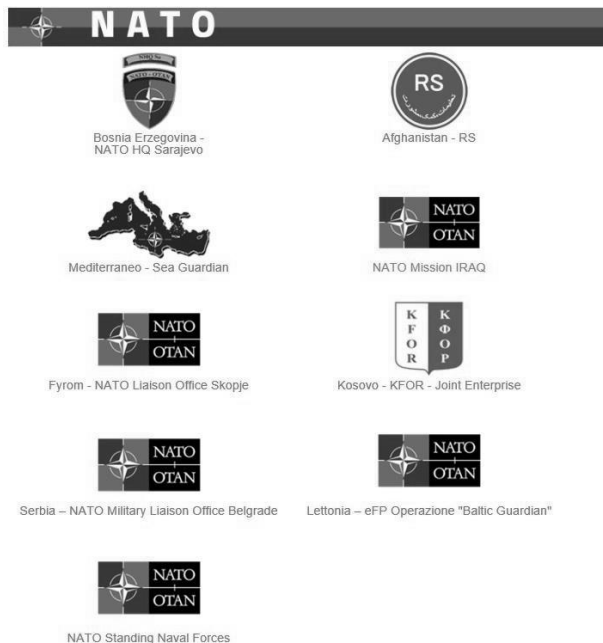 NATO
NATO - OTAN
RS
Bosnia Erzegovina -
NATO HQ Sarajevo
Afghanistan - RS
NATO
OTAN
Mediterraneo - Sea Guardian
NATO Mission IRAQ
NATO
OTAN
K
F
O
R
К
Ф
О
Р
Fyrom - NATO Liaison Office Skopje
Kosovo - KFOR - Joint Enterprise
NATO
OTAN
NATO
OTAN
Serbia – NATO Military Liaison Office Belgrade
Lettonia – eFP Operazione "Baltic Guardian"
NATO
OTAN
NATO Standing Naval Forces